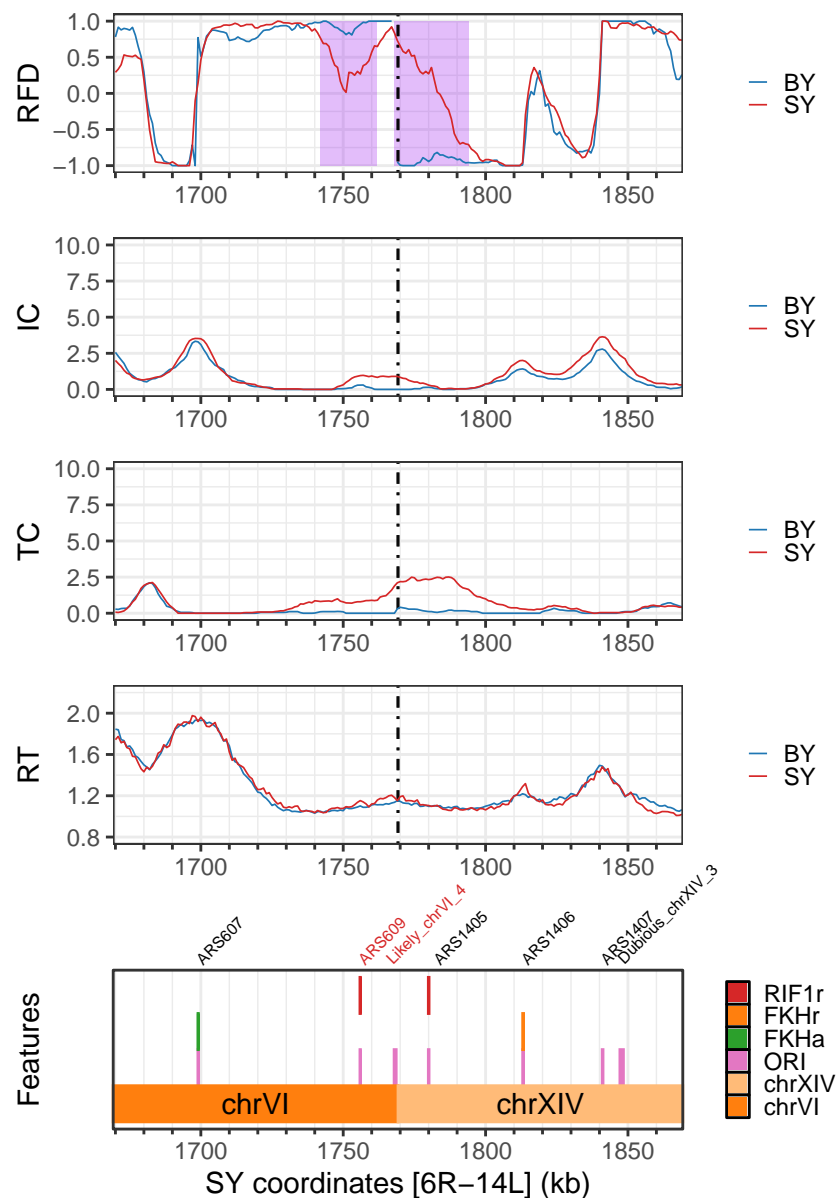 1.0
0.5
0.0
−0.5
−1.0
RFD
1700
1750
1800
1850
BY
SY
10.0
7.5
5.0
2.5
0.0
IC
1700
1750
1800
1850
BY
SY
10.0
7.5
5.0
2.5
0.0
TC
1700
1750
1800
1850
BY
SY
2.0
1.6
1.2
0.8
RT
1700
1750
1800
1850
BY
SY
ARS607
ARS609
Likely_chrVI_4
ARS1405
ARS1406
ARS1407
Dubious_chrXIV_3
Features
chrVI
chrXIV
1700
1750
1800
1850
SY coordinates [6R−14L] (kb)
RIF1r
FKHr
FKHa
ORI
chrXIV
chrVI